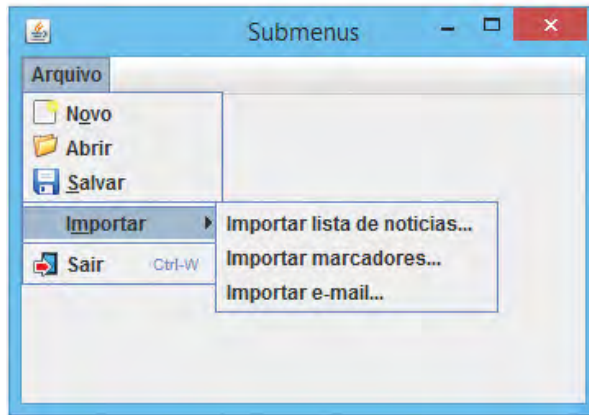 Submenus
Arquivo
Novo
Abrir
Salvar
Importar
Importar lista de noticias...
Importar marcadores...
Importar e-mail...
Sair Ctrl-W